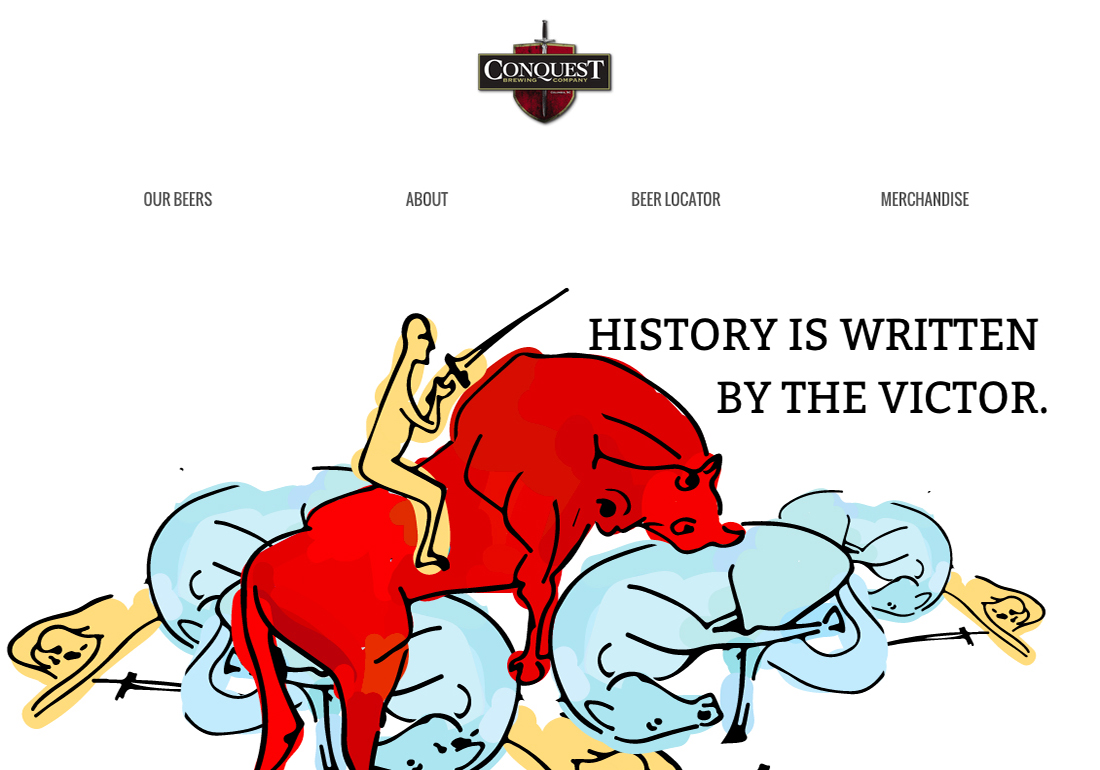 CONQUEST
BREWING COMPANY
OUR BEERS
ABOUT
BEER LOCATOR
MERCHANDISE
HISTORY IS WRITTEN
BY THE VICTOR.